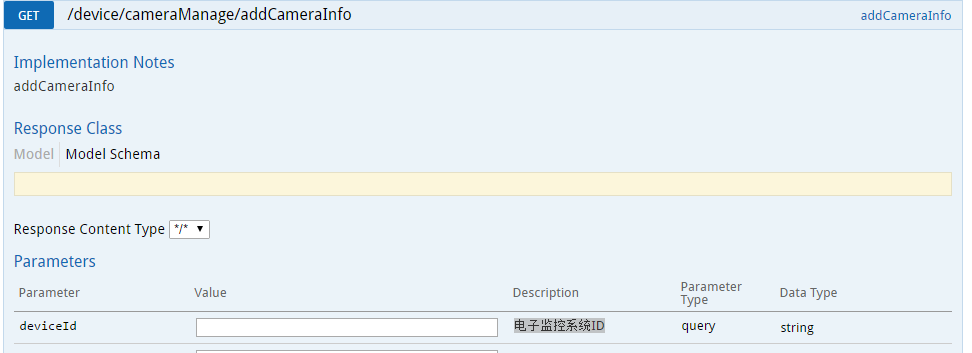 GET /device/cameraManage/addCameraInfo addCameraInfo
Implementation Notes
addCameraInfo
Response Class
Model Model Schema
Response Content Type */*
Parameters
Parameter Value Description Parameter Type Data Type
deviceId 电子监控系统ID query string